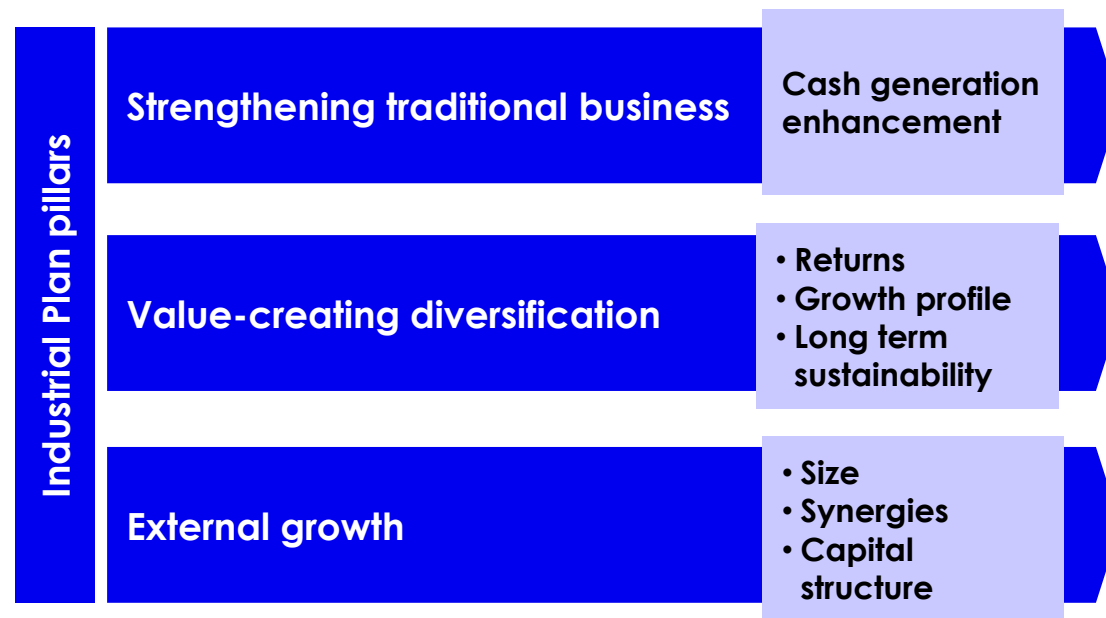 Industrial Plan pillars
Strengthening traditional business
Cash generation
enhancement
Value-creating diversification
• Returns
• Growth profile
• Long term
sustainability
External growth
• Size
• Synergies
• Capital
structure